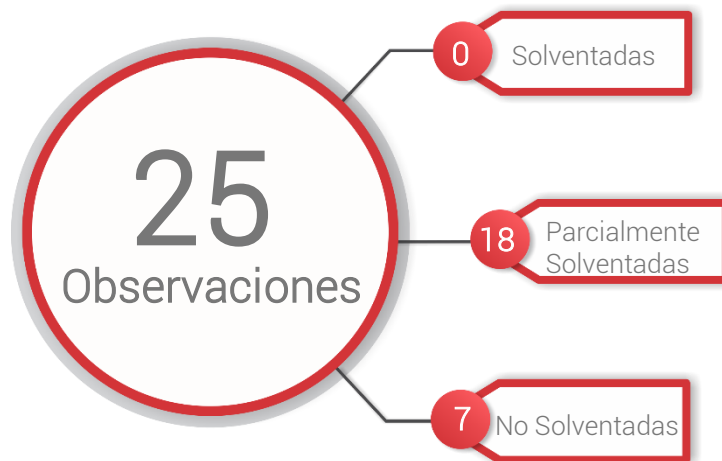 25
Observaciones
0
Solventadas
18
Parcialmente
Solventadas
7
No Solventadas